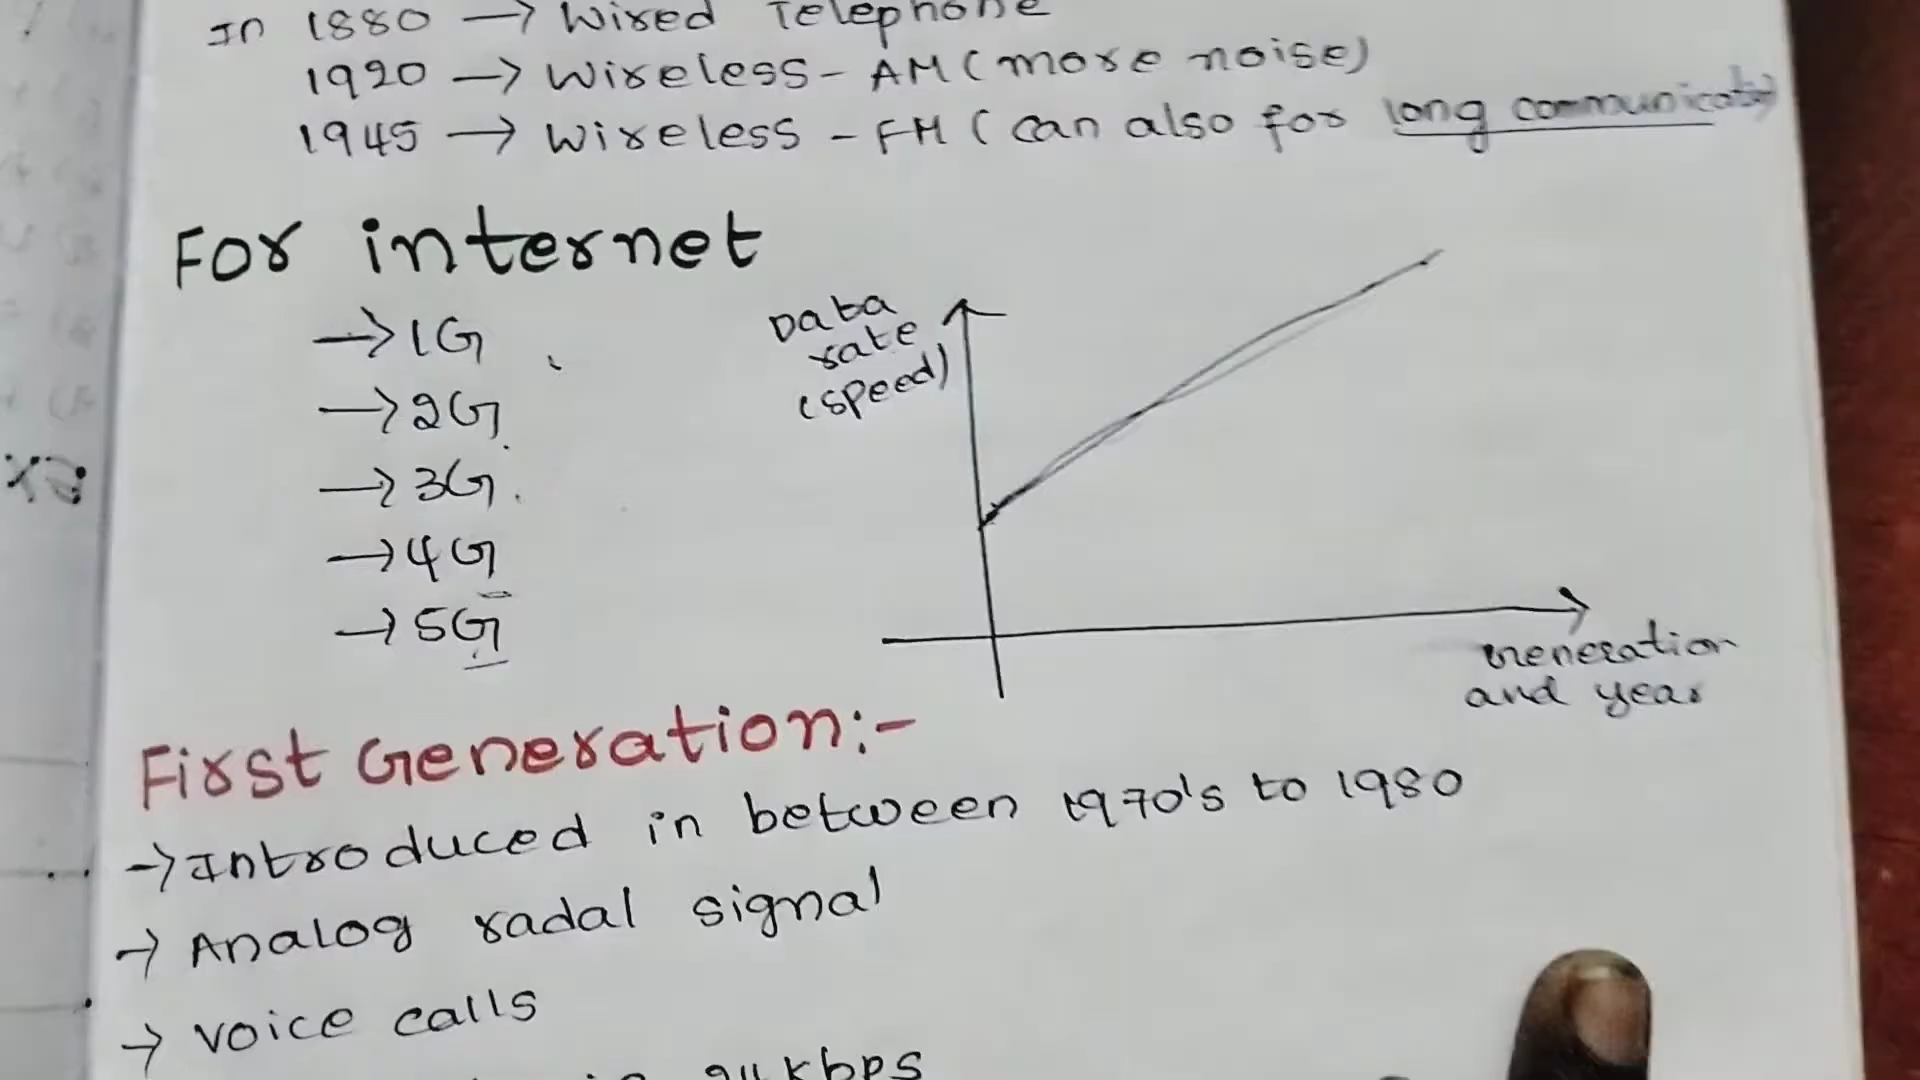 In 1880 → Wired Telephone
1920 → Wireless - AM (more noise)
1945 → Wireless - FM (can also for long
For internet
→ 1G
→ 2G
→ 3G
→ 4G
→ 5G
Data
rate
(speed)
Generation
and year
First Generation:-
→ Introduced in between 1970's to 1980
→ Analog radal signal
→ voice calls
kbps